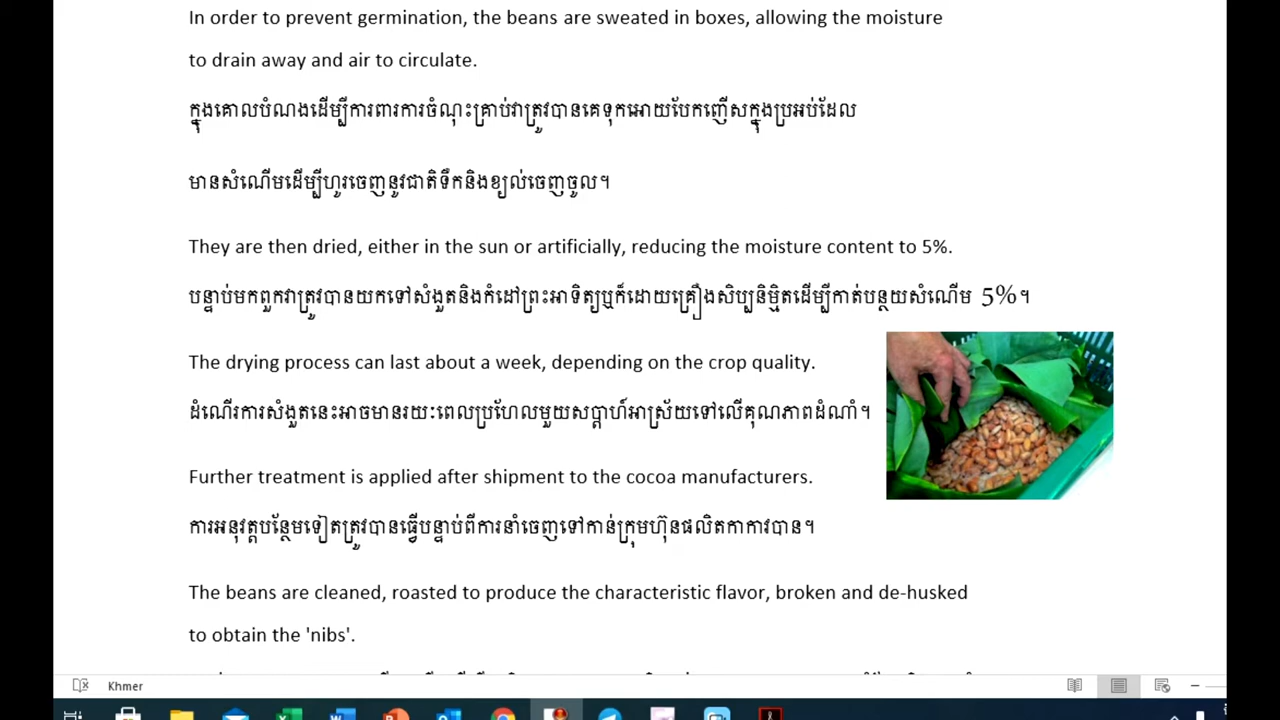 In order to prevent germination, the beans are sweated in boxes, allowing the moisture
to drain away and air to circulate.
ក្នុងគោលបំណងដើម្បីការពារការចំណុះគ្រាប់វាត្រូវបានគេទុកអោយបែកញើសក្នុងប្រអប់ដែល
មានសំណើមដើម្បីហូរចេញនូវជាតិទឹកនិងខ្យល់ចេញចូល។
They are then dried, either in the sun or artificially, reducing the moisture content to 5%.
បន្ទាប់មកពួកវាត្រូវបានយកទៅសំងួតនិងកំដៅព្រះអាទិត្យឬក៏ដោយគ្រឿងសិប្បនិម្មិតដើម្បីកាត់បន្ថយសំណើម 5%។
The drying process can last about a week, depending on the crop quality.
ដំណើរការសំងួតនេះអាចមានរយៈពេលប្រហែលមួយសប្តាហ៍អាស្រ័យទៅលើគុណភាពដំណាំ។
Further treatment is applied after shipment to the cocoa manufacturers.
ការអនុវត្តបន្ថែមទៀតត្រូវបានធ្វើបន្ទាប់ពីការនាំចេញទៅកាន់ក្រុមហ៊ុនផលិតកាកាវបាន។
The beans are cleaned, roasted to produce the characteristic flavor, broken and de-husked
to obtain the 'nibs'.
Khmer